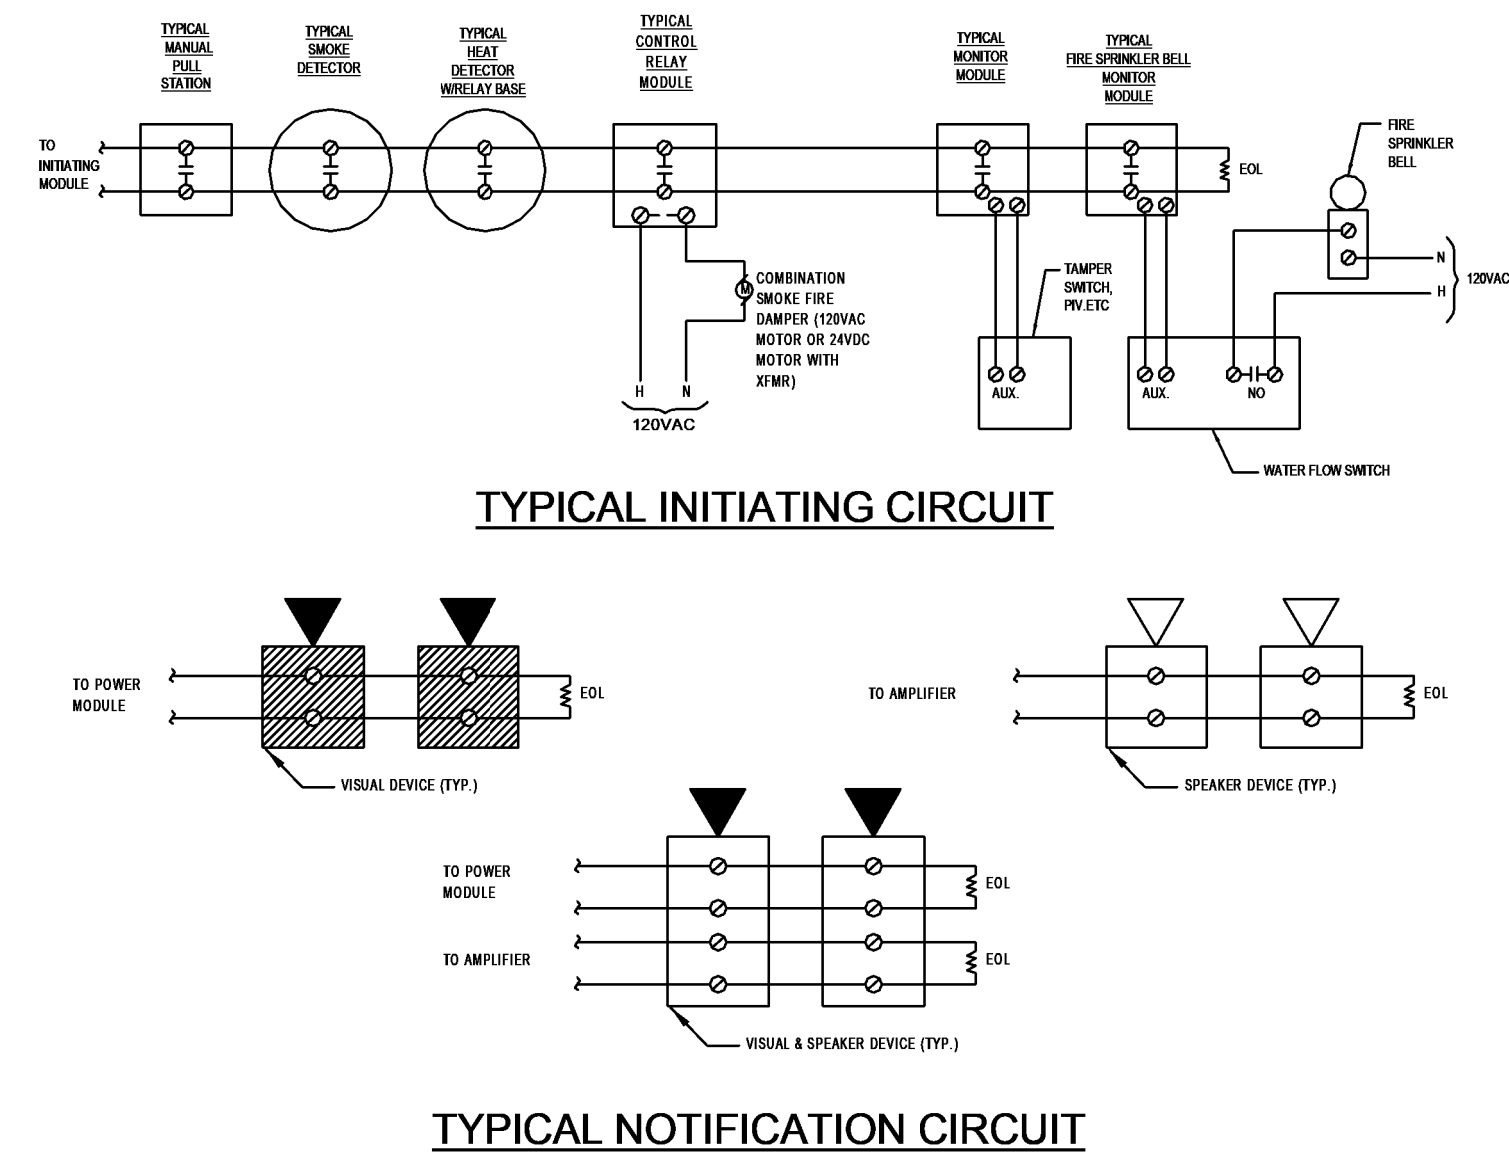 TYPICAL
MANUAL
PULL
STATION
TYPICAL
SMOKE
DETECTOR
TYPICAL
HEAT
DETECTOR
W/RELAY BASE
TYPICAL
CONTROL
RELAY
MODULE
TYPICAL
MONITOR
MODULE
TYPICAL
FIRE SPRINKLER BELL
MONITOR
MODULE
TO
INITIATING
MODULE
EOL
FIRE
SPRINKLER
BELL
N
H
120VAC
TAMPER
SWITCH,
PIV.ETC
M
COMBINATION
SMOKE FIRE
DAMPER (120VAC
MOTOR OR 24VDC
MOTOR WITH
XFMR)
H
N
120VAC
AUX.
AUX.
NO
WATER FLOW SWITCH
TYPICAL INITIATING CIRCUIT
TO POWER
MODULE
EOL
VISUAL DEVICE (TYP.)
TO AMPLIFIER
EOL
SPEAKER DEVICE (TYP.)
TO POWER
MODULE
EOL
TO AMPLIFIER
EOL
VISUAL & SPEAKER DEVICE (TYP.)
TYPICAL NOTIFICATION CIRCUIT